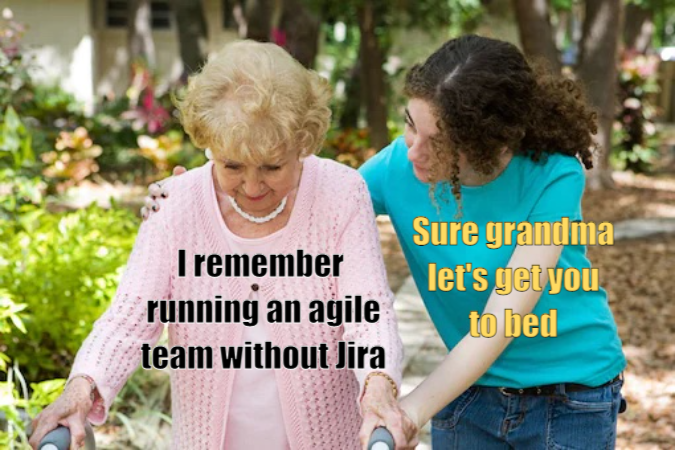 I remember
running an agile
team without Jira
Sure grandma
let's get you
to bed